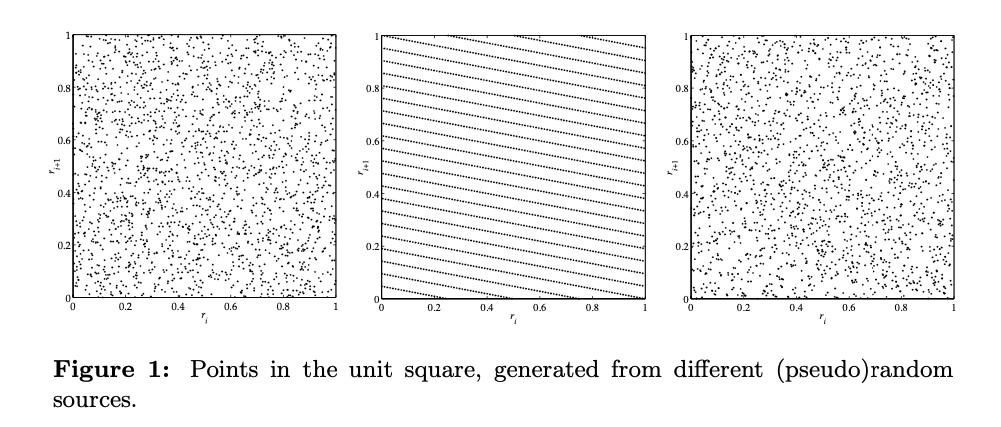 1
0.8
0.6
0.4
0.2
0
r_{i+1}
0 0.2 0.4 0.6 0.8 1
r_i
1
0.8
0.6
0.4
0.2
0
r_{i+1}
0 0.2 0.4 0.6 0.8 1
r_i
1
0.8
0.6
0.4
0.2
0
r_{i+1}
0 0.2 0.4 0.6 0.8 1
r_i
Figure 1: Points in the unit square, generated from different (pseudo)random
sources.